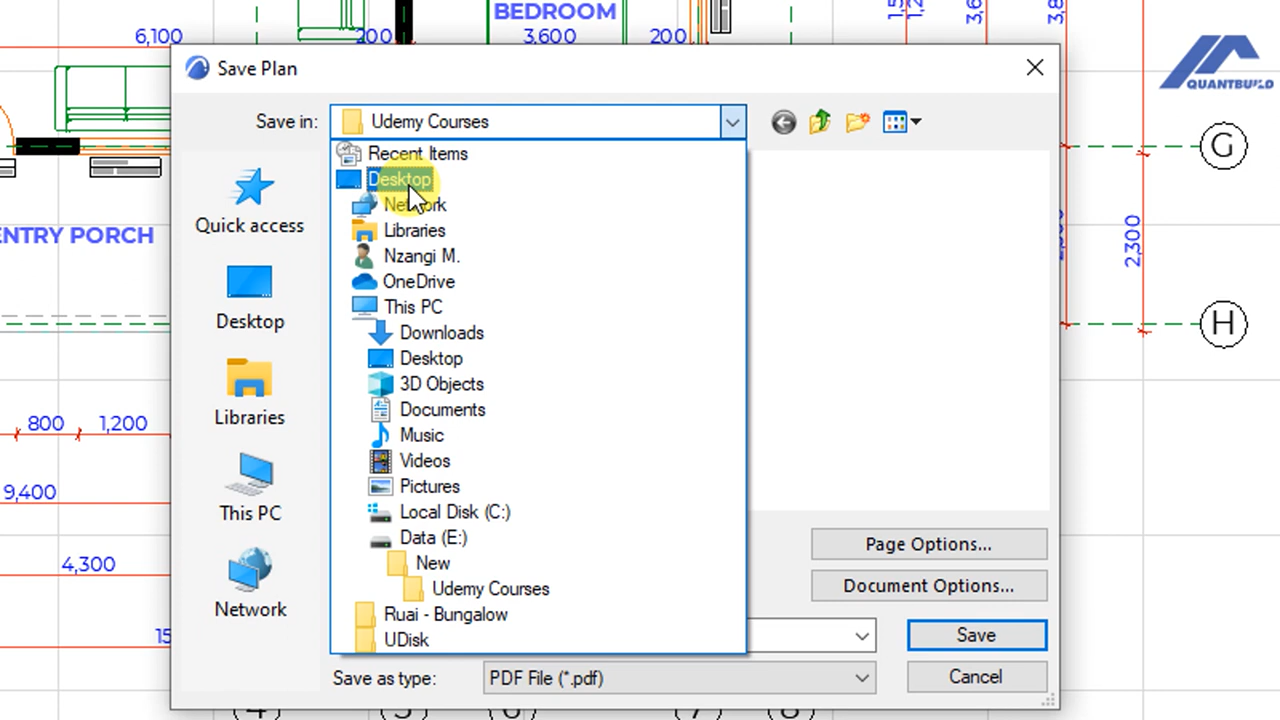 BEDROOM
6,100
200
3,600
200
Save Plan
QUANTBUILD
Save in:
Udemy Courses
Recent Items
Desktop
Network
Libraries
Nzangi M.
OneDrive
This PC
Downloads
Desktop
3D Objects
Documents
Music
Videos
Pictures
Local Disk (C:)
Data (E:)
New
Udemy Courses
Ruai - Bungalow
UDisk
Quick access
Desktop
Libraries
This PC
Network
Page Options...
Document Options...
Save
Save as type:
PDF File (*.pdf)
Cancel
ENTRY PORCH
800
1,200
9,400
4,300
15
G
2,300
H